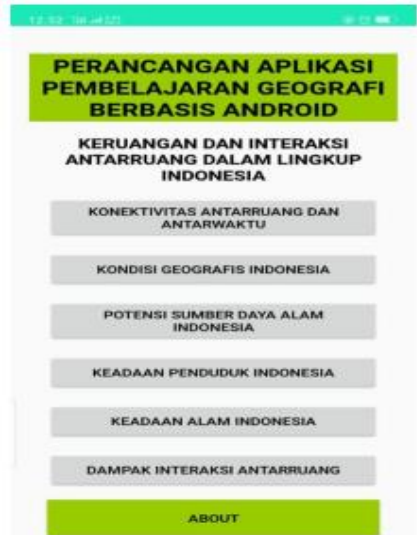 PERANCANGAN APLIKASI
PEMBELAJARAN GEOGRAFI
BERBASIS ANDROID
KERUANGAN DAN INTERAKSI
ANTARRUANG DALAM LINGKUP
INDONESIA
KONEKTIVITAS ANTARRUANG DAN
ANTARWAKTU
KONDISI GEOGRAFIS INDONESIA
POTENSI SUMBER DAYA ALAM
INDONESIA
KEADAAN PENDUDUK INDONESIA
KEADAAN ALAM INDONESIA
DAMPAK INTERAKSI ANTARRUANG
ABOUT